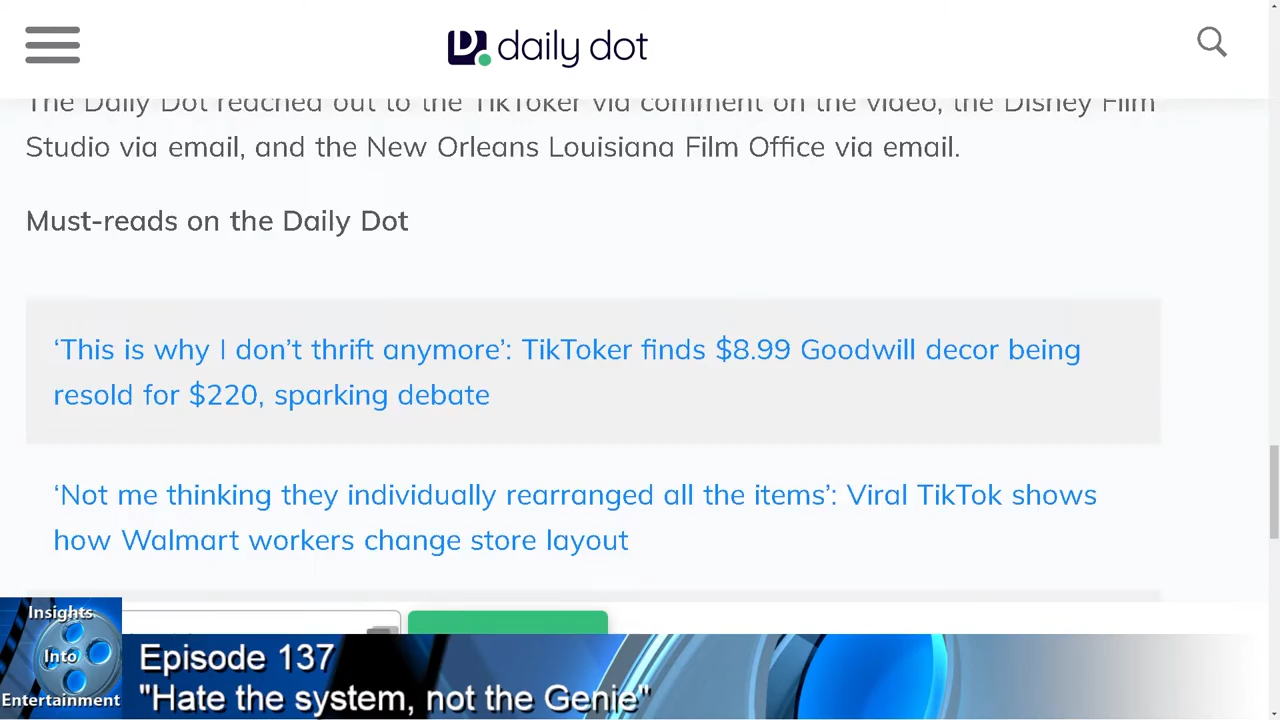 daily dot
The Daily Dot reached out to the TikToker via comment on the video, the Disney Film
Studio via email, and the New Orleans Louisiana Film Office via email.
Must-reads on the Daily Dot
‘This is why I don’t thrift anymore’: TikToker finds $8.99 Goodwill decor being
resold for $220, sparking debate
‘Not me thinking they individually rearranged all the items’: Viral TikTok shows
how Walmart workers change store layout
Insights
Into
Entertainment
Episode 137
"Hate the system, not the Genie"